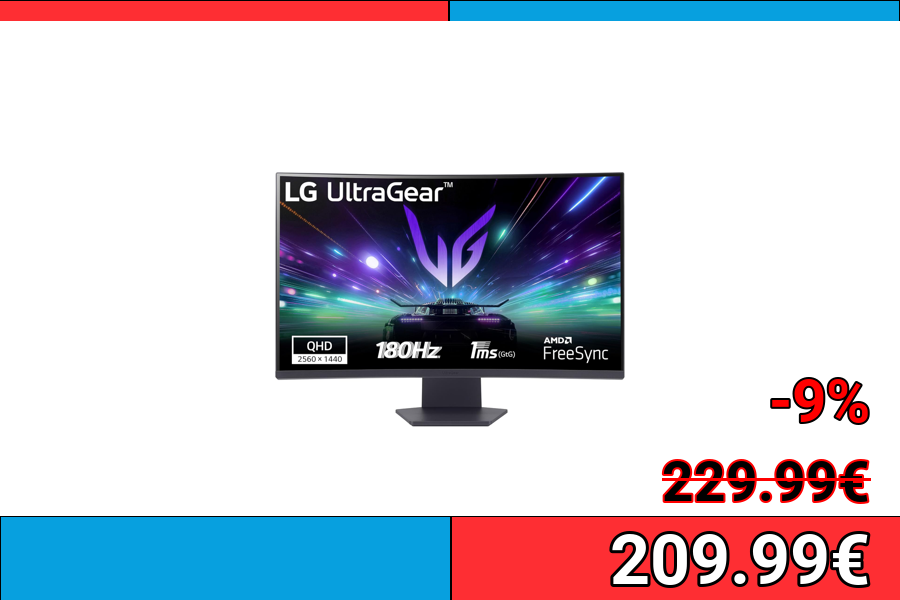 LG UltraGear™
QHD
2560 × 1440
180Hz
1ms (GtG)
AMD
FreeSync
-9%
229.99€
209.99€